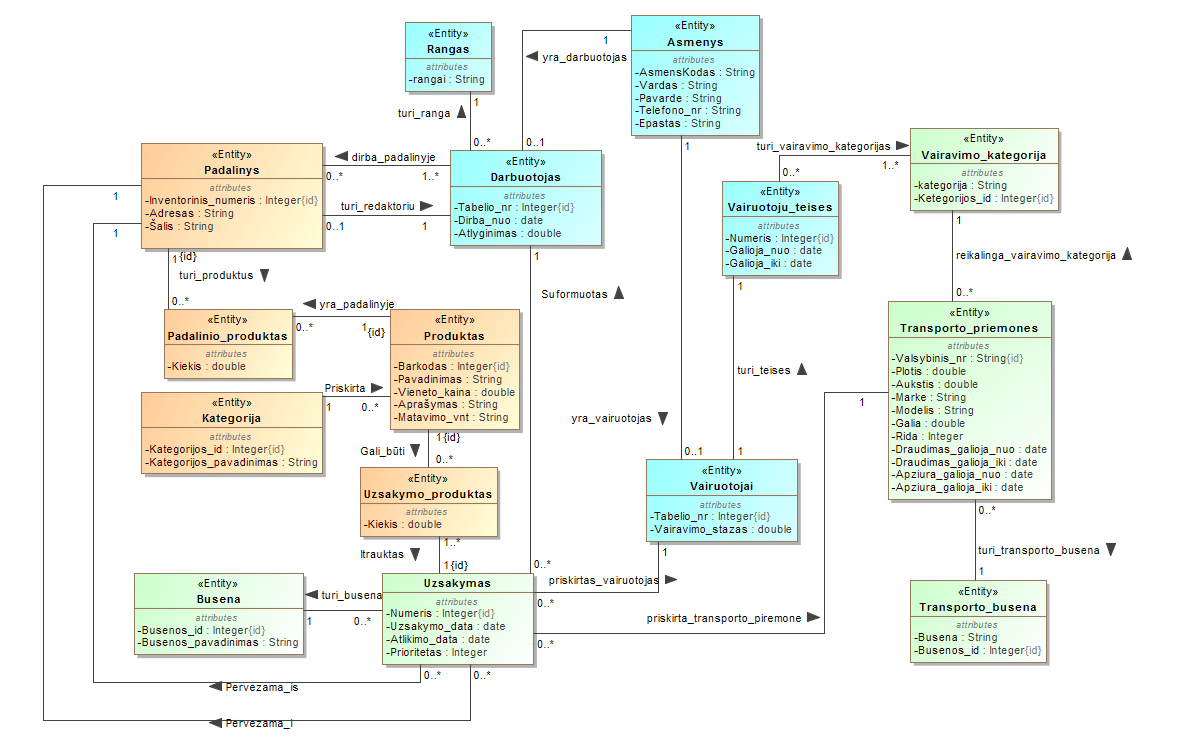 «Entity»
Rangas
attributes
-rangai : String
«Entity»
Asmenys
attributes
-AsmensKodas : String
-Vardas : String
-Pavarde : String
-Telefono_nr : String
-Epastas : String
1
yra_darbuotojas
turi_ranga
1
0..*
0..1
1
«Entity»
Padalinys
attributes
-Inventorinis_numeris : Integer{id}
-Adresas : String
-Šalis : String
dirba_padalinyje
0..*
1..*
turi_redaktoriu
0..1
1
«Entity»
Darbuotojas
attributes
-Tabelio_nr : Integer{id}
-Dirba_nuo : date
-Atlyginimas : double
turi_vairavimo_kategorijas
0..*
1..*
«Entity»
Vairavimo_kategorija
attributes
-kategorija : String
-Ketegorijos_id : Integer{id}
«Entity»
Vairuotoju_teises
attributes
-Numeris : Integer{id}
-Galioja_nuo : date
-Galioja_iki : date
1
1
1
{id}
turi_produktus
0..*
1
Suformuotas
1
reikalinga_vairavimo_kategorija
0..*
1
«Entity»
Padalinio_produktas
attributes
-Kiekis : double
yra_padalinyje
0..*
1
{id}
«Entity»
Produktas
attributes
-Barkodas : Integer{id}
-Pavadinimas : String
-Vieneto_kaina : double
-Aprašymas : String
-Matavimo_vnt : String
«Entity»
Transporto_priemones
attributes
-Valsybinis_nr : String{id}
-Plotis : double
-Aukstis : double
-Marke : String
-Modelis : String
-Galia : double
-Rida : Integer
-Draudimas_galioja_nuo : date
-Draudimas_galioja_iki : date
-Apziura_galioja_nuo : date
-Apziura_galioja_iki : date
turi_teises
Priskirta
1
0..*
1
«Entity»
Kategorija
attributes
-Kategorijos_id : Integer{id}
-Kategorijos_pavadinimas : String
yra_vairuotojas
1{id}
Gali_būti
0..*
0..1
1
«Entity»
Uzsakymo_produktas
attributes
-Kiekis : double
«Entity»
Vairuotojai
attributes
-Tabelio_nr : Integer{id}
-Vairavimo_stazas : double
0..*
1..*
Itrauktas
1{id}
0..*
1
turi_transporto_busena
1
priskirtas_vairuotojas
«Entity»
Busena
attributes
-Busenos_id : Integer{id}
-Busenos_pavadinimas : String
turi_busena
1
0..*
Uzsakymas
attributes
-Numeris : Integer{id}
-Uzsakymo_data : date
-Atlikimo_data : date
-Prioritetas : Integer
0..*
priskirta_transporto_piremone
0..*
«Entity»
Transporto_busena
attributes
-Busena : String
-Busenos_id : Integer{id}
0..*
0..*
Pervezama_is
Pervezama_I